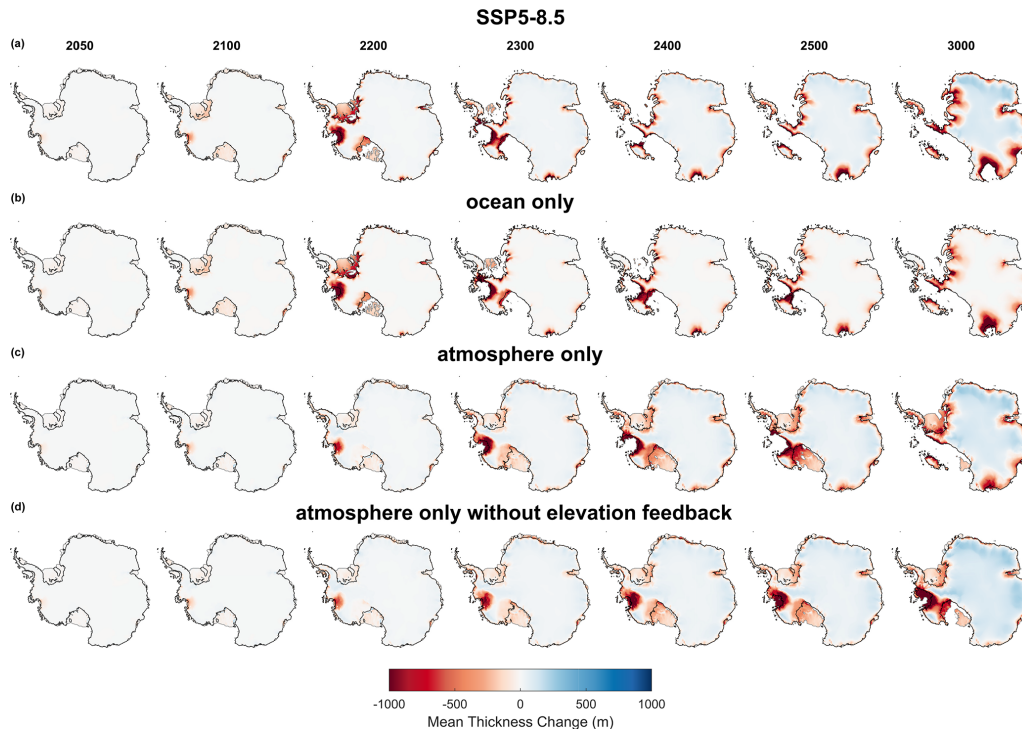 SSP5-8.5
(a)
2050 2100 2200 2300 2400 2500 3000
(b)
ocean only
(c)
atmosphere only
(d)
atmosphere only without elevation feedback
-1000 -500 0 500 1000
Mean Thickness Change (m)